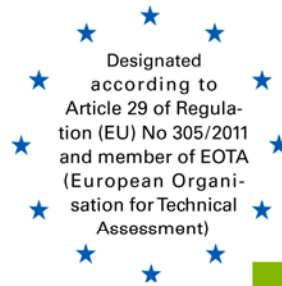 Designated
according to
Article 29 of Regula-
tion (EU) No 305/2011
and member of EOTA
(European Organi-
sation for Technical
Assessment)